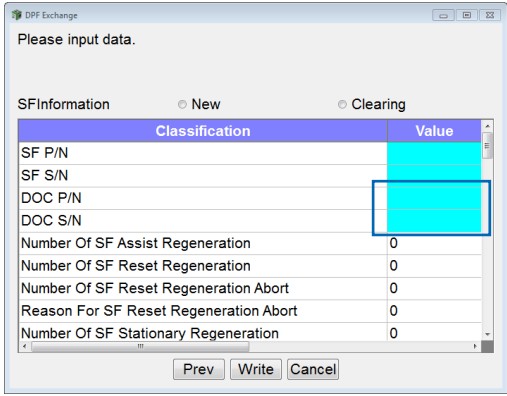 DPF Exchange
Please input data.
SFInformation New Clearing
Classification Value
SF P/N
SF S/N
DOC P/N
DOC S/N
Number Of SF Assist Regeneration 0
Number Of SF Reset Regeneration 0
Number Of SF Reset Regeneration Abort 0
Reason For SF Reset Regeneration Abort 0
Number Of SF Stationary Regeneration 0
Prev Write Cancel